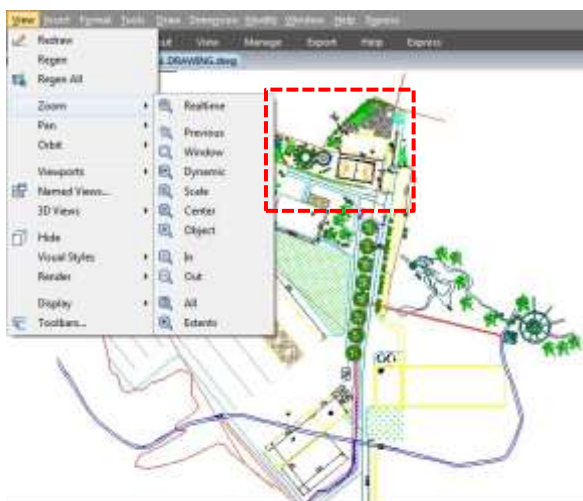 View Insert Format Tools Draw Dimension Modify Window Help Express
View Manage Export Help Express
DRAWING.dwg
Redraw
Regen
Regen All
Zoom
Pan
Orbit
Viewports
Named Views...
3D Views
Hide
Visual Styles
Render
Display
Toolbars...
Realtime
Previous
Window
Dynamic
Scale
Center
Object
In
Out
All
Extents